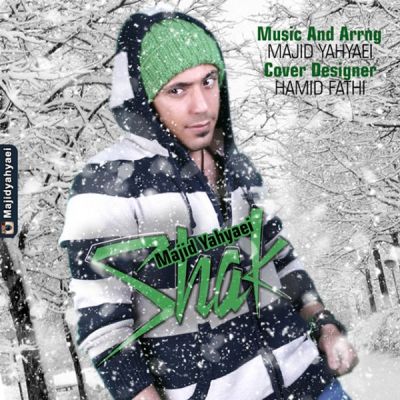 Music And Arrng
MAJID YAHYAEI
Cover Designer
HAMID FATHI
Majidyahyaei
Majid Yahyaei
Shak